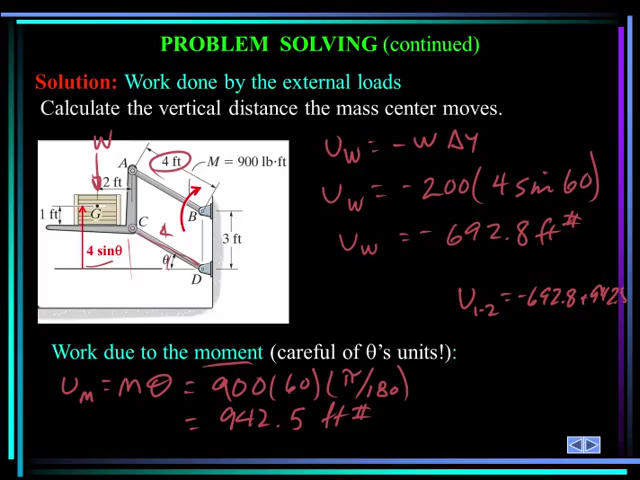 PROBLEM SOLVING (continued)
Solution: Work done by the external loads
Calculate the vertical distance the mass center moves.
W
A
4 ft
M = 900 lb·ft
2 ft
1 ft
G
B
C
4
3 ft
4 sinθ
θ
D
U_W = - W ΔY
U_W = - 200 ( 4 sin 60)
U_W = - 692.8 ft #
U_1-2 = -692.8 + 942.5
Work due to the moment (careful of θ's units!):
U_M = M θ = 900 (60) (π/180)
= 942.5 ft #